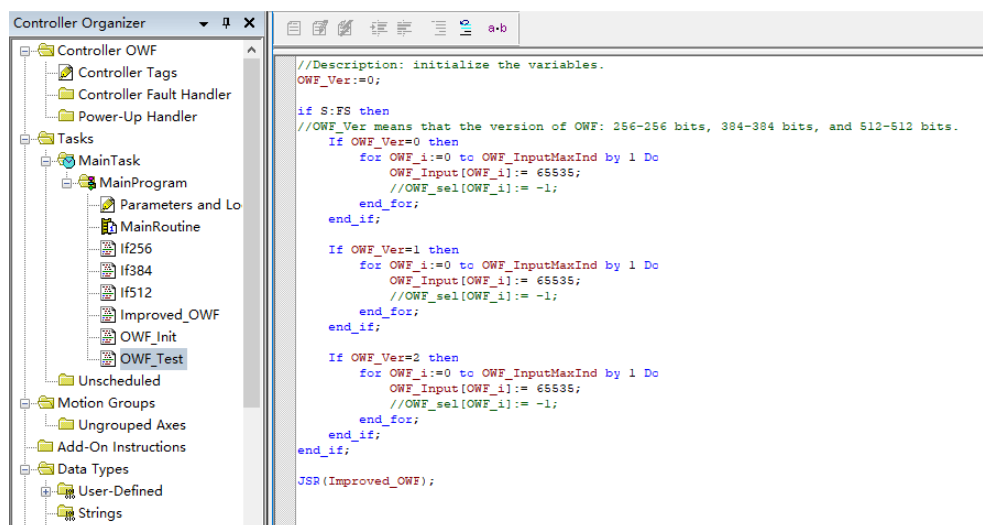 Controller Organizer
Controller OWF
Controller Tags
Controller Fault Handler
Power-Up Handler
Tasks
MainTask
MainProgram
Parameters and Lo
MainRoutine
If256
If384
If512
Improved_OWF
OWF_Init
OWF_Test
Unscheduled
Motion Groups
Ungrouped Axes
Add-On Instructions
Data Types
User-Defined
Strings
a•b
//Description: initialize the variables.
OWF_Ver:=0;
if S:FS then
//OWF_Ver means that the version of OWF: 256-256 bits, 384-384 bits, and 512-512 bits.
If OWF_Ver=0 then
for OWF_i:=0 to OWF_InputMaxInd by 1 Do
OWF_Input[OWF_i]:= 65535;
//OWF_sel[OWF_i]:= -1;
end_for;
end_if;
If OWF_Ver=1 then
for OWF_i:=0 to OWF_InputMaxInd by 1 Do
OWF_Input[OWF_i]:= 65535;
//OWF_sel[OWF_i]:= -1;
end_for;
end_if;
If OWF_Ver=2 then
for OWF_i:=0 to OWF_InputMaxInd by 1 Do
OWF_Input[OWF_i]:= 65535;
//OWF_sel[OWF_i]:= -1;
end_for;
end_if;
end_if;
JSR(Improved_OWF);